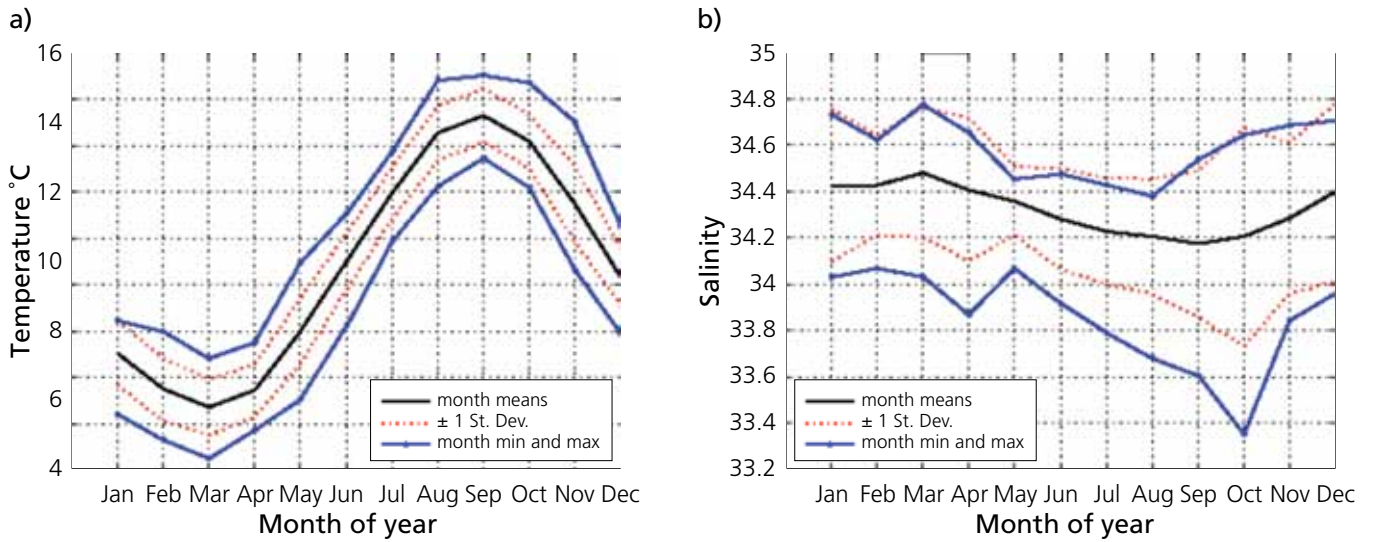 a)
16
14
12
10
8
6
4
Temperature °C
Jan Feb Mar Apr May Jun Jul Aug Sep Oct Nov Dec
Month of year
month means
± 1 St. Dev.
month min and max
b)
35
34.8
34.6
34.4
34.2
34
33.8
33.6
33.4
33.2
Salinity
Jan Feb Mar Apr May Jun Jul Aug Sep Oct Nov Dec
Month of year
month means
± 1 St. Dev.
month min and max